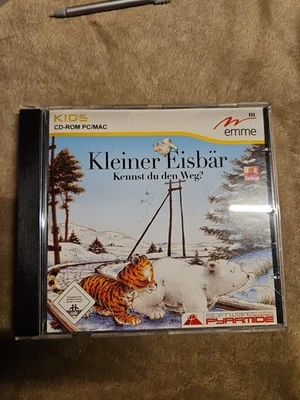 KIDS
CD-ROM PC/MAC
m
emme
Kleiner Eisbär
Kennst du den Weg?
SOFTWARE
PYRAMIDE